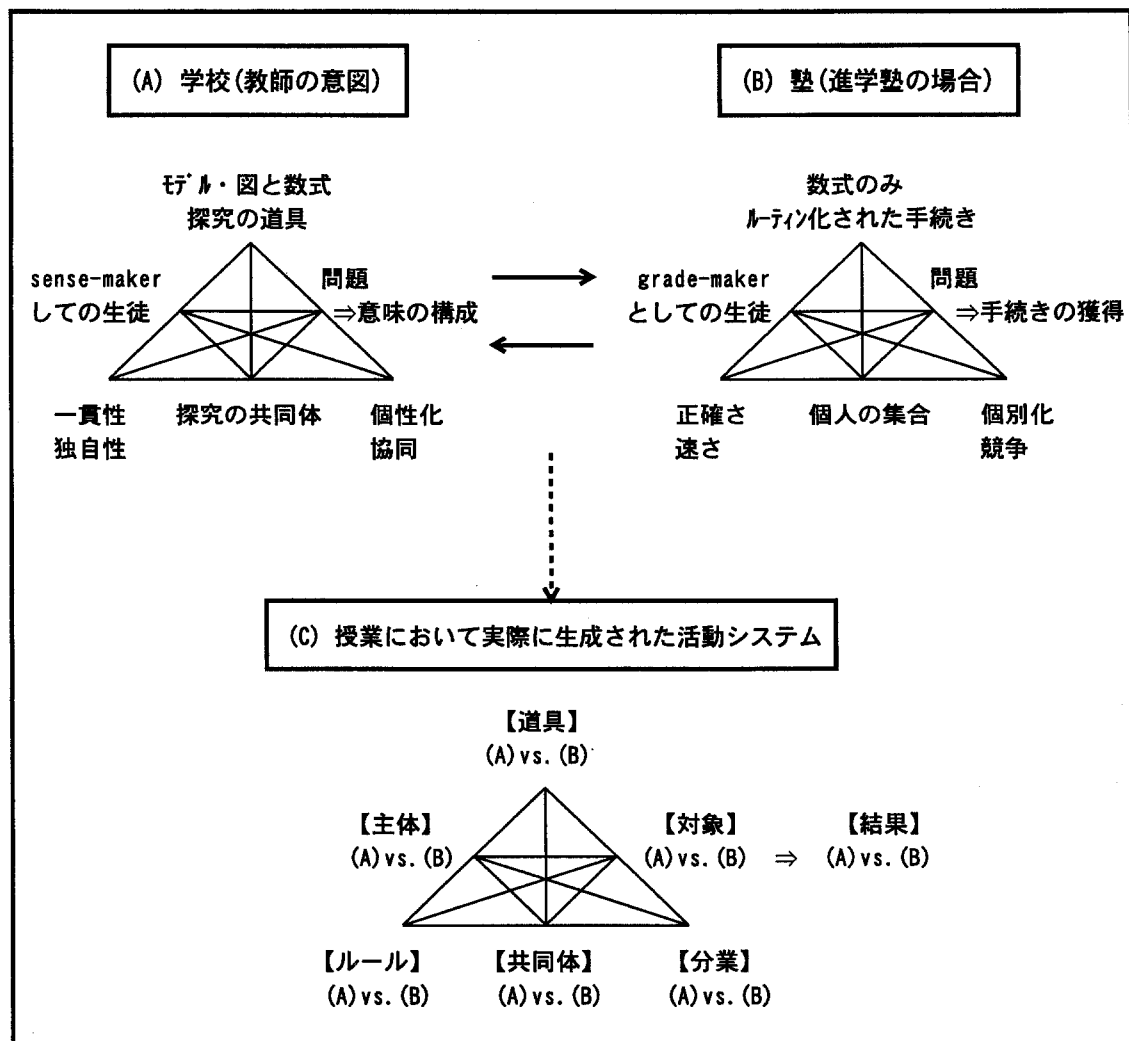 (A) 学校(教師の意図)
(B) 塾(進学塾の場合)
ﾓﾃﾞﾙ・図と数式
探究の道具
sense-maker
しての生徒
問題
⇒意味の構成
一貫性
独自性
探究の共同体
個性化
協同
数式のみ
ﾙｰﾃｨﾝ化された手続き
grade-maker
としての生徒
問題
⇒手続きの獲得
正確さ
速さ
個人の集合
個別化
競争
(C) 授業において実際に生成された活動システム
【道具】
(A)vs.(B)
【主体】
(A)vs.(B)
【対象】
(A)vs.(B)
⇒
【結果】
(A)vs.(B)
【ルール】
(A)vs.(B)
【共同体】
(A)vs.(B)
【分業】
(A)vs.(B)